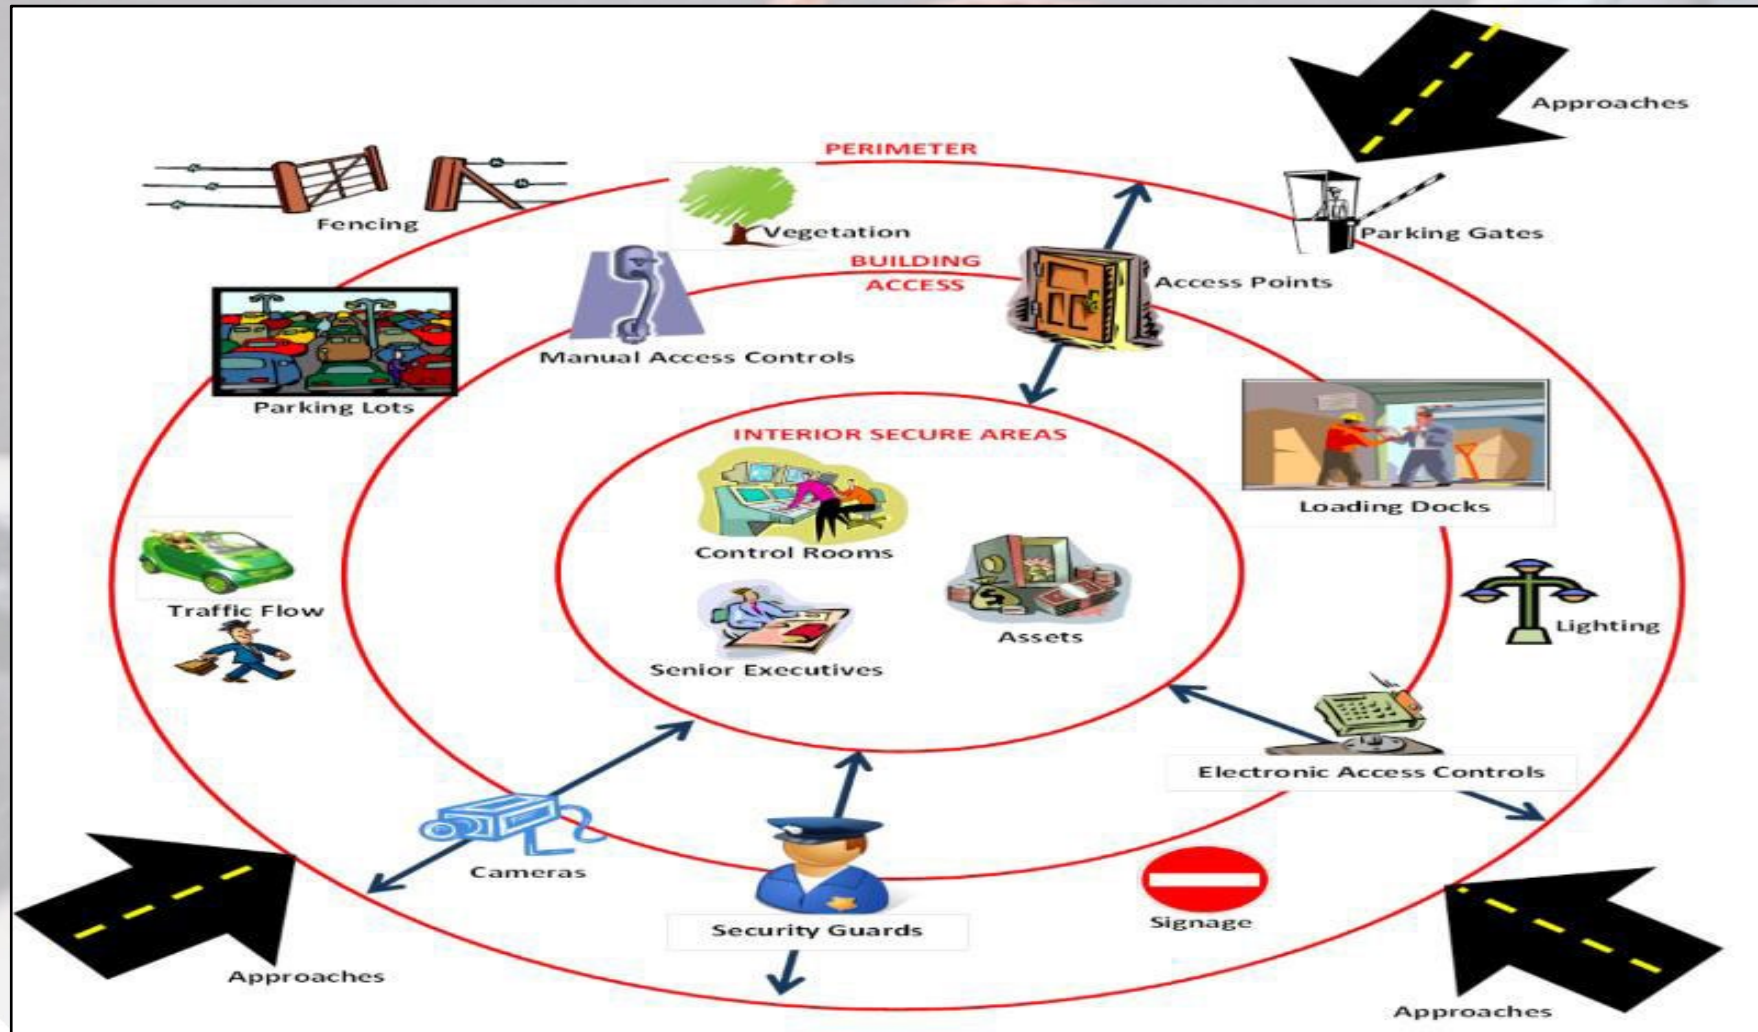 Approaches
PERIMETER
Fencing
Vegetation
Parking Gates
BUILDING
ACCESS
Access Points
Manual Access Controls
Parking Lots
INTERIOR SECURE AREAS
Loading Docks
Control Rooms
Traffic Flow
Lighting
Assets
Senior Executives
Electronic Access Controls
Cameras
Security Guards
Signage
Approaches
Approaches